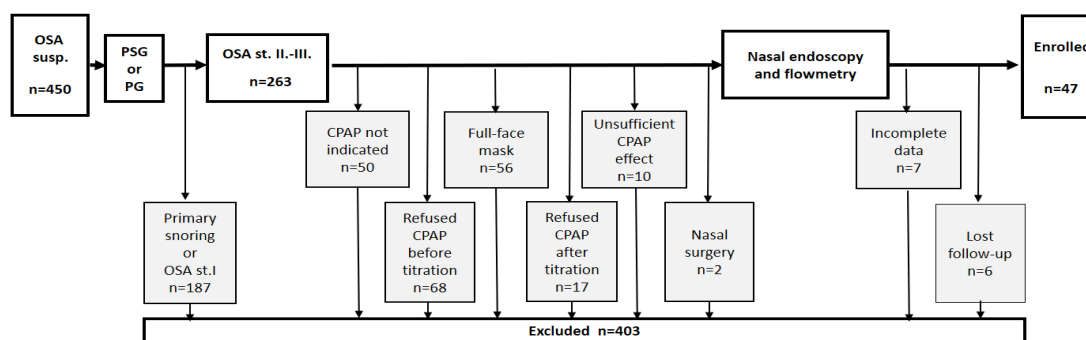 OSA
susp.
n=450
PSG
or
PG
OSA st. II.-III.
n=263
Nasal endoscopy
and flowmetry
Enrolled
n=47
CPAP not
indicated
n=50
Full-face
mask
n=56
Unsufficient
CPAP
effect
n=10
Incomplete
data
n=7
Primary
snoring
or
OSA st.I
n=187
Refused
CPAP
before
titration
n=68
Refused
CPAP
after
titration
n=17
Nasal
surgery
n=2
Lost
follow-up
n=6
Excluded n=403